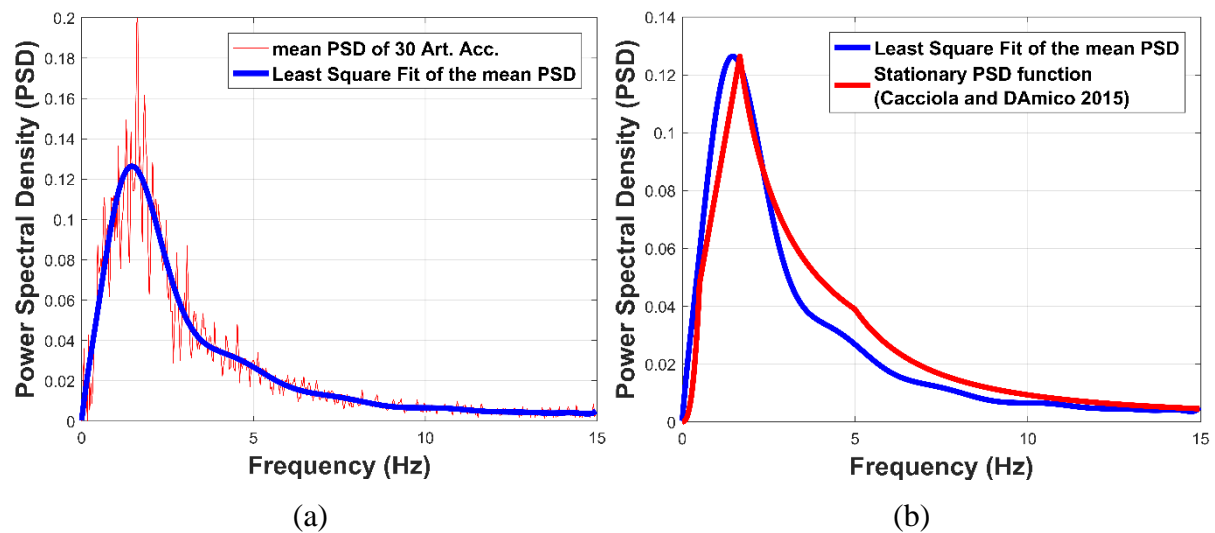 mean PSD of 30 Art. Acc.
Least Square Fit of the mean PSD
Power Spectral Density (PSD)
0.2
0.18
0.16
0.14
0.12
0.1
0.08
0.06
0.04
0.02
0
0
5
10
15
Frequency (Hz)
(a)
Least Square Fit of the mean PSD
Stationary PSD function
(Cacciola and DAmico 2015)
Power Spectral Density (PSD)
0.14
0.12
0.1
0.08
0.06
0.04
0.02
0
0
5
10
15
Frequency (Hz)
(b)